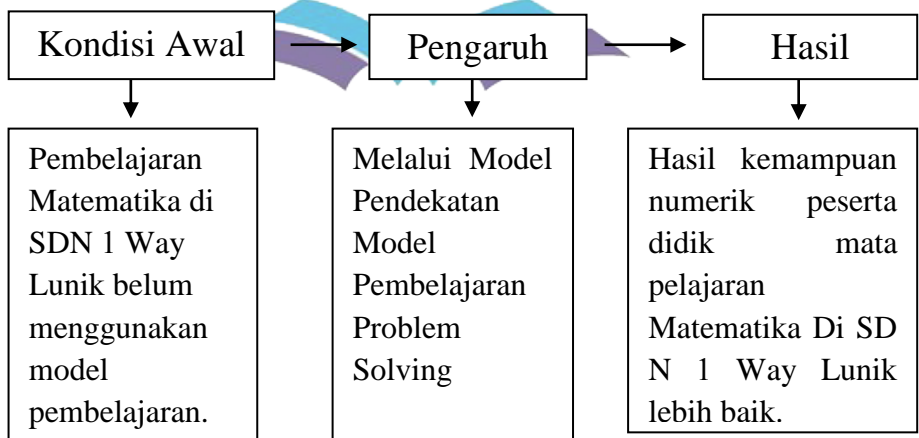 Kondisi Awal
Pengaruh
Hasil
Pembelajaran
Matematika di
SDN 1 Way
Lunik belum
menggunakan
model
pembelajaran.
Melalui Model
Pendekatan
Model
Pembelajaran
Problem
Solving
Hasil kemampuan
numerik peserta
didik mata
pelajaran
Matematika Di SD
N 1 Way Lunik
lebih baik.